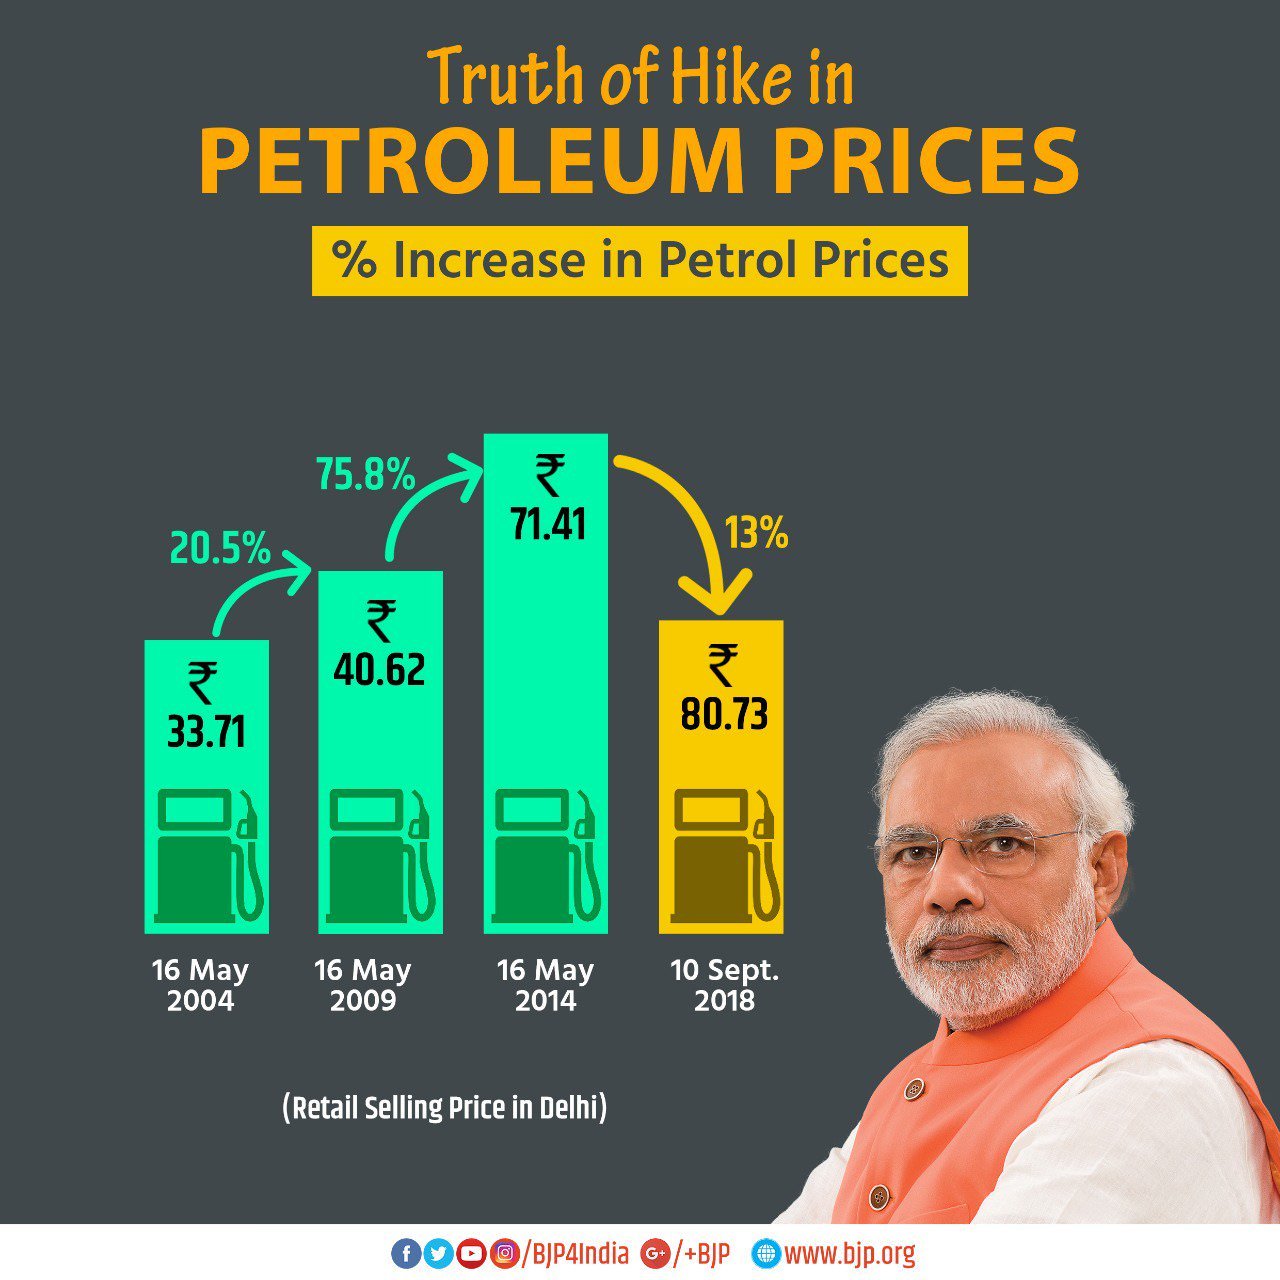 Truth of Hike in
PETROLEUM PRICES
% Increase in Petrol Prices
20.5%
75.8%
13%
₹
33.71
₹
40.62
₹
71.41
₹
80.73
16 May
2004
16 May
2009
16 May
2014
10 Sept.
2018
(Retail Selling Price in Delhi)
/BJP4India G+ /+BJP www.bjp.org